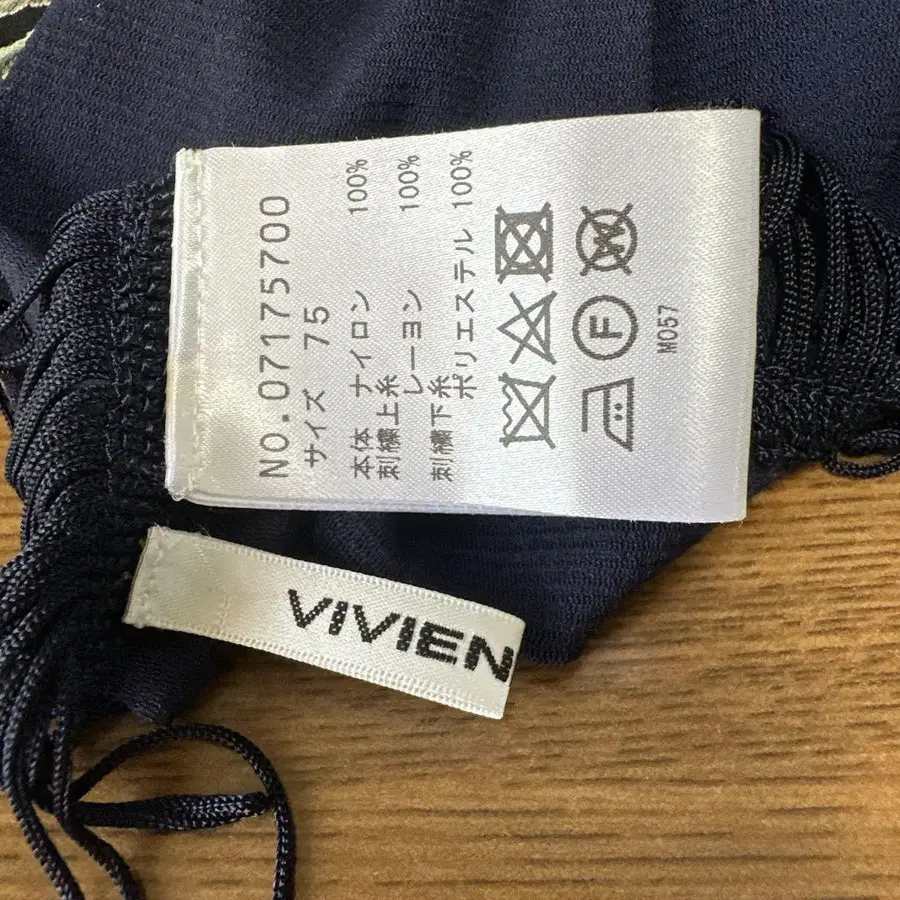 NO.07175700
サイズ 75
本体 ナイロン 100%
刺繍上糸
レーヨン 100%
刺繍下糸
ポリエステル 100%
W
F
M057
VIVIEN